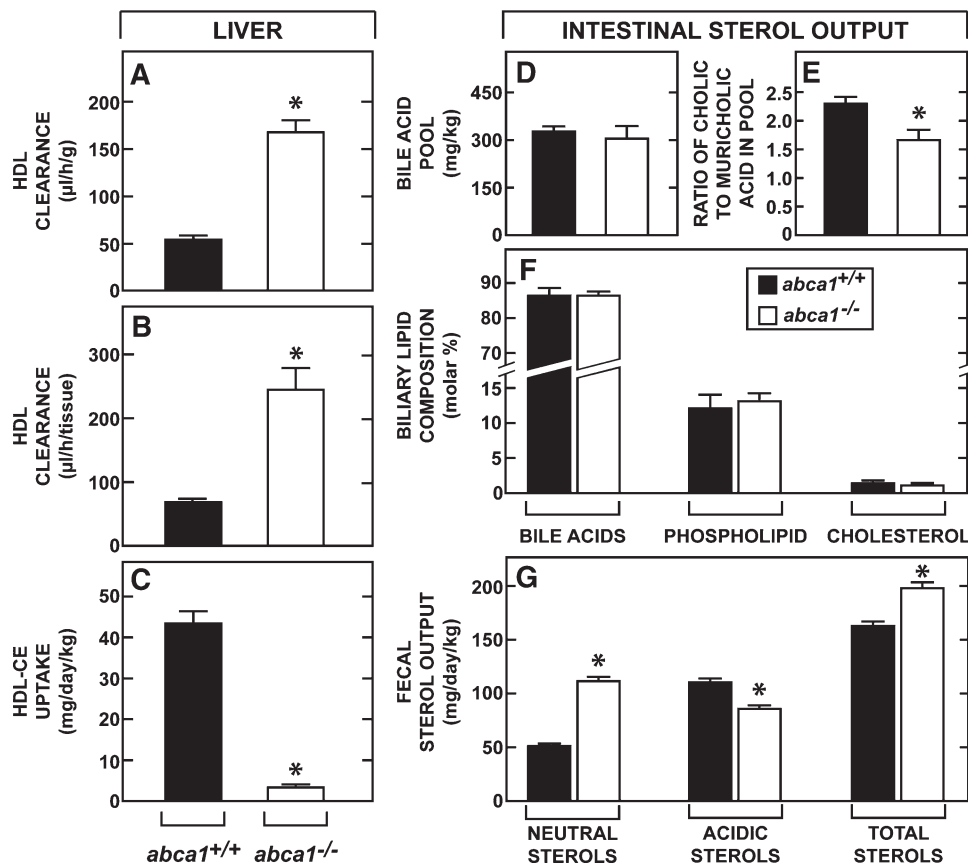 LIVER
A
HDL
CLEARANCE
(µl/h/g)
200
150
100
50
0
*
B
HDL
CLEARANCE
(µl/h/tissue)
300
200
100
0
*
C
HDL-CE
UPTAKE
(mg/day/kg)
50
40
30
20
10
0
*
abca1+/+ abca1-/-
INTESTINAL STEROL OUTPUT
D
BILE ACID
POOL
(mg/kg)
450
300
150
0
E
RATIO OF CHOLIC
TO MURICHOLIC
ACID IN POOL
2.5
2.0
1.5
1.0
0.5
0
*
F
BILIARY LIPID
COMPOSITION
(molar %)
90
80
70
15
10
5
0
abca1+/+
abca1-/-
BILE ACIDS PHOSPHOLIPID CHOLESTEROL
G
FECAL
STEROL OUTPUT
(mg/day/kg)
200
150
100
50
0
* * *
NEUTRAL STEROLS
ACIDIC STEROLS
TOTAL STEROLS